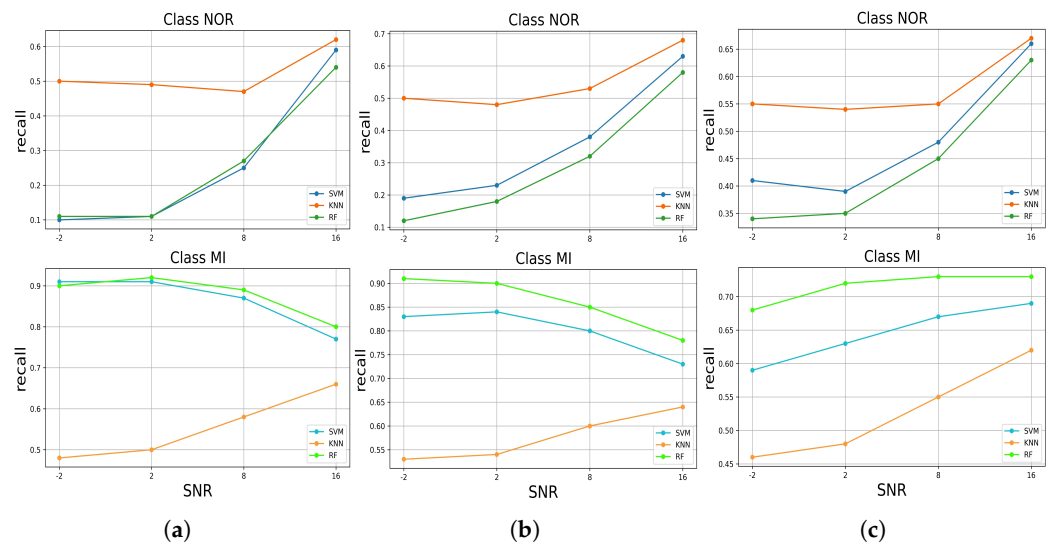 Class NOR
Class NOR
Class NOR
recall
0.6
0.5
0.4
0.3
0.2
0.1
-2
2
8
16
SVM
KNN
RF
recall
0.7
0.6
0.5
0.4
0.3
0.2
0.1
-2
2
8
16
SVM
KNN
RF
recall
0.65
0.60
0.55
0.50
0.45
0.40
0.35
-2
2
8
16
SVM
KNN
RF
Class MI
Class MI
Class MI
recall
0.9
0.8
0.7
0.6
0.5
-2
2
8
16
SVM
KNN
RF
SNR
recall
0.90
0.85
0.80
0.75
0.70
0.65
0.60
0.55
-2
2
8
16
SVM
KNN
RF
SNR
recall
0.70
0.65
0.60
0.55
0.50
0.45
-2
2
8
16
SVM
KNN
RF
SNR
(a)
(b)
(c)